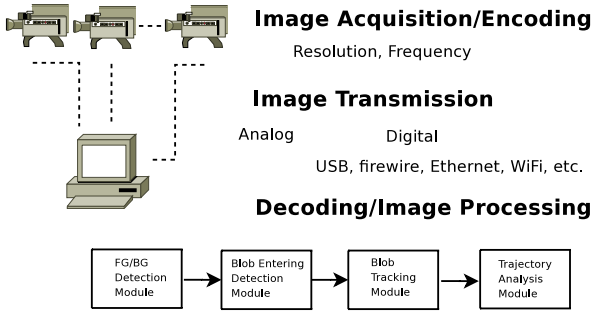 Image Acquisition/Encoding
Resolution, Frequency
Image Transmission
Analog
Digital
USB, firewire, Ethernet, WiFi, etc.
Decoding/Image Processing
FG/BG
Detection
Module
Blob Entering
Detection
Module
Blob
Tracking
Module
Trajectory
Analysis
Module